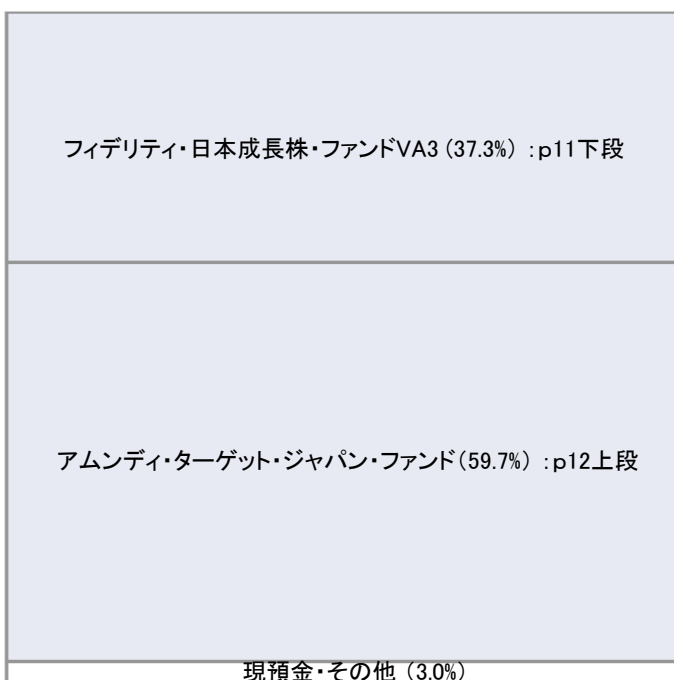 フィデリティ・日本成長株・ファンドVA3（37.3%）：p11下段
アムンディ・ターゲット・ジャパン・ファンド（59.7%）：p12上段
現預金・その他（3.0%）